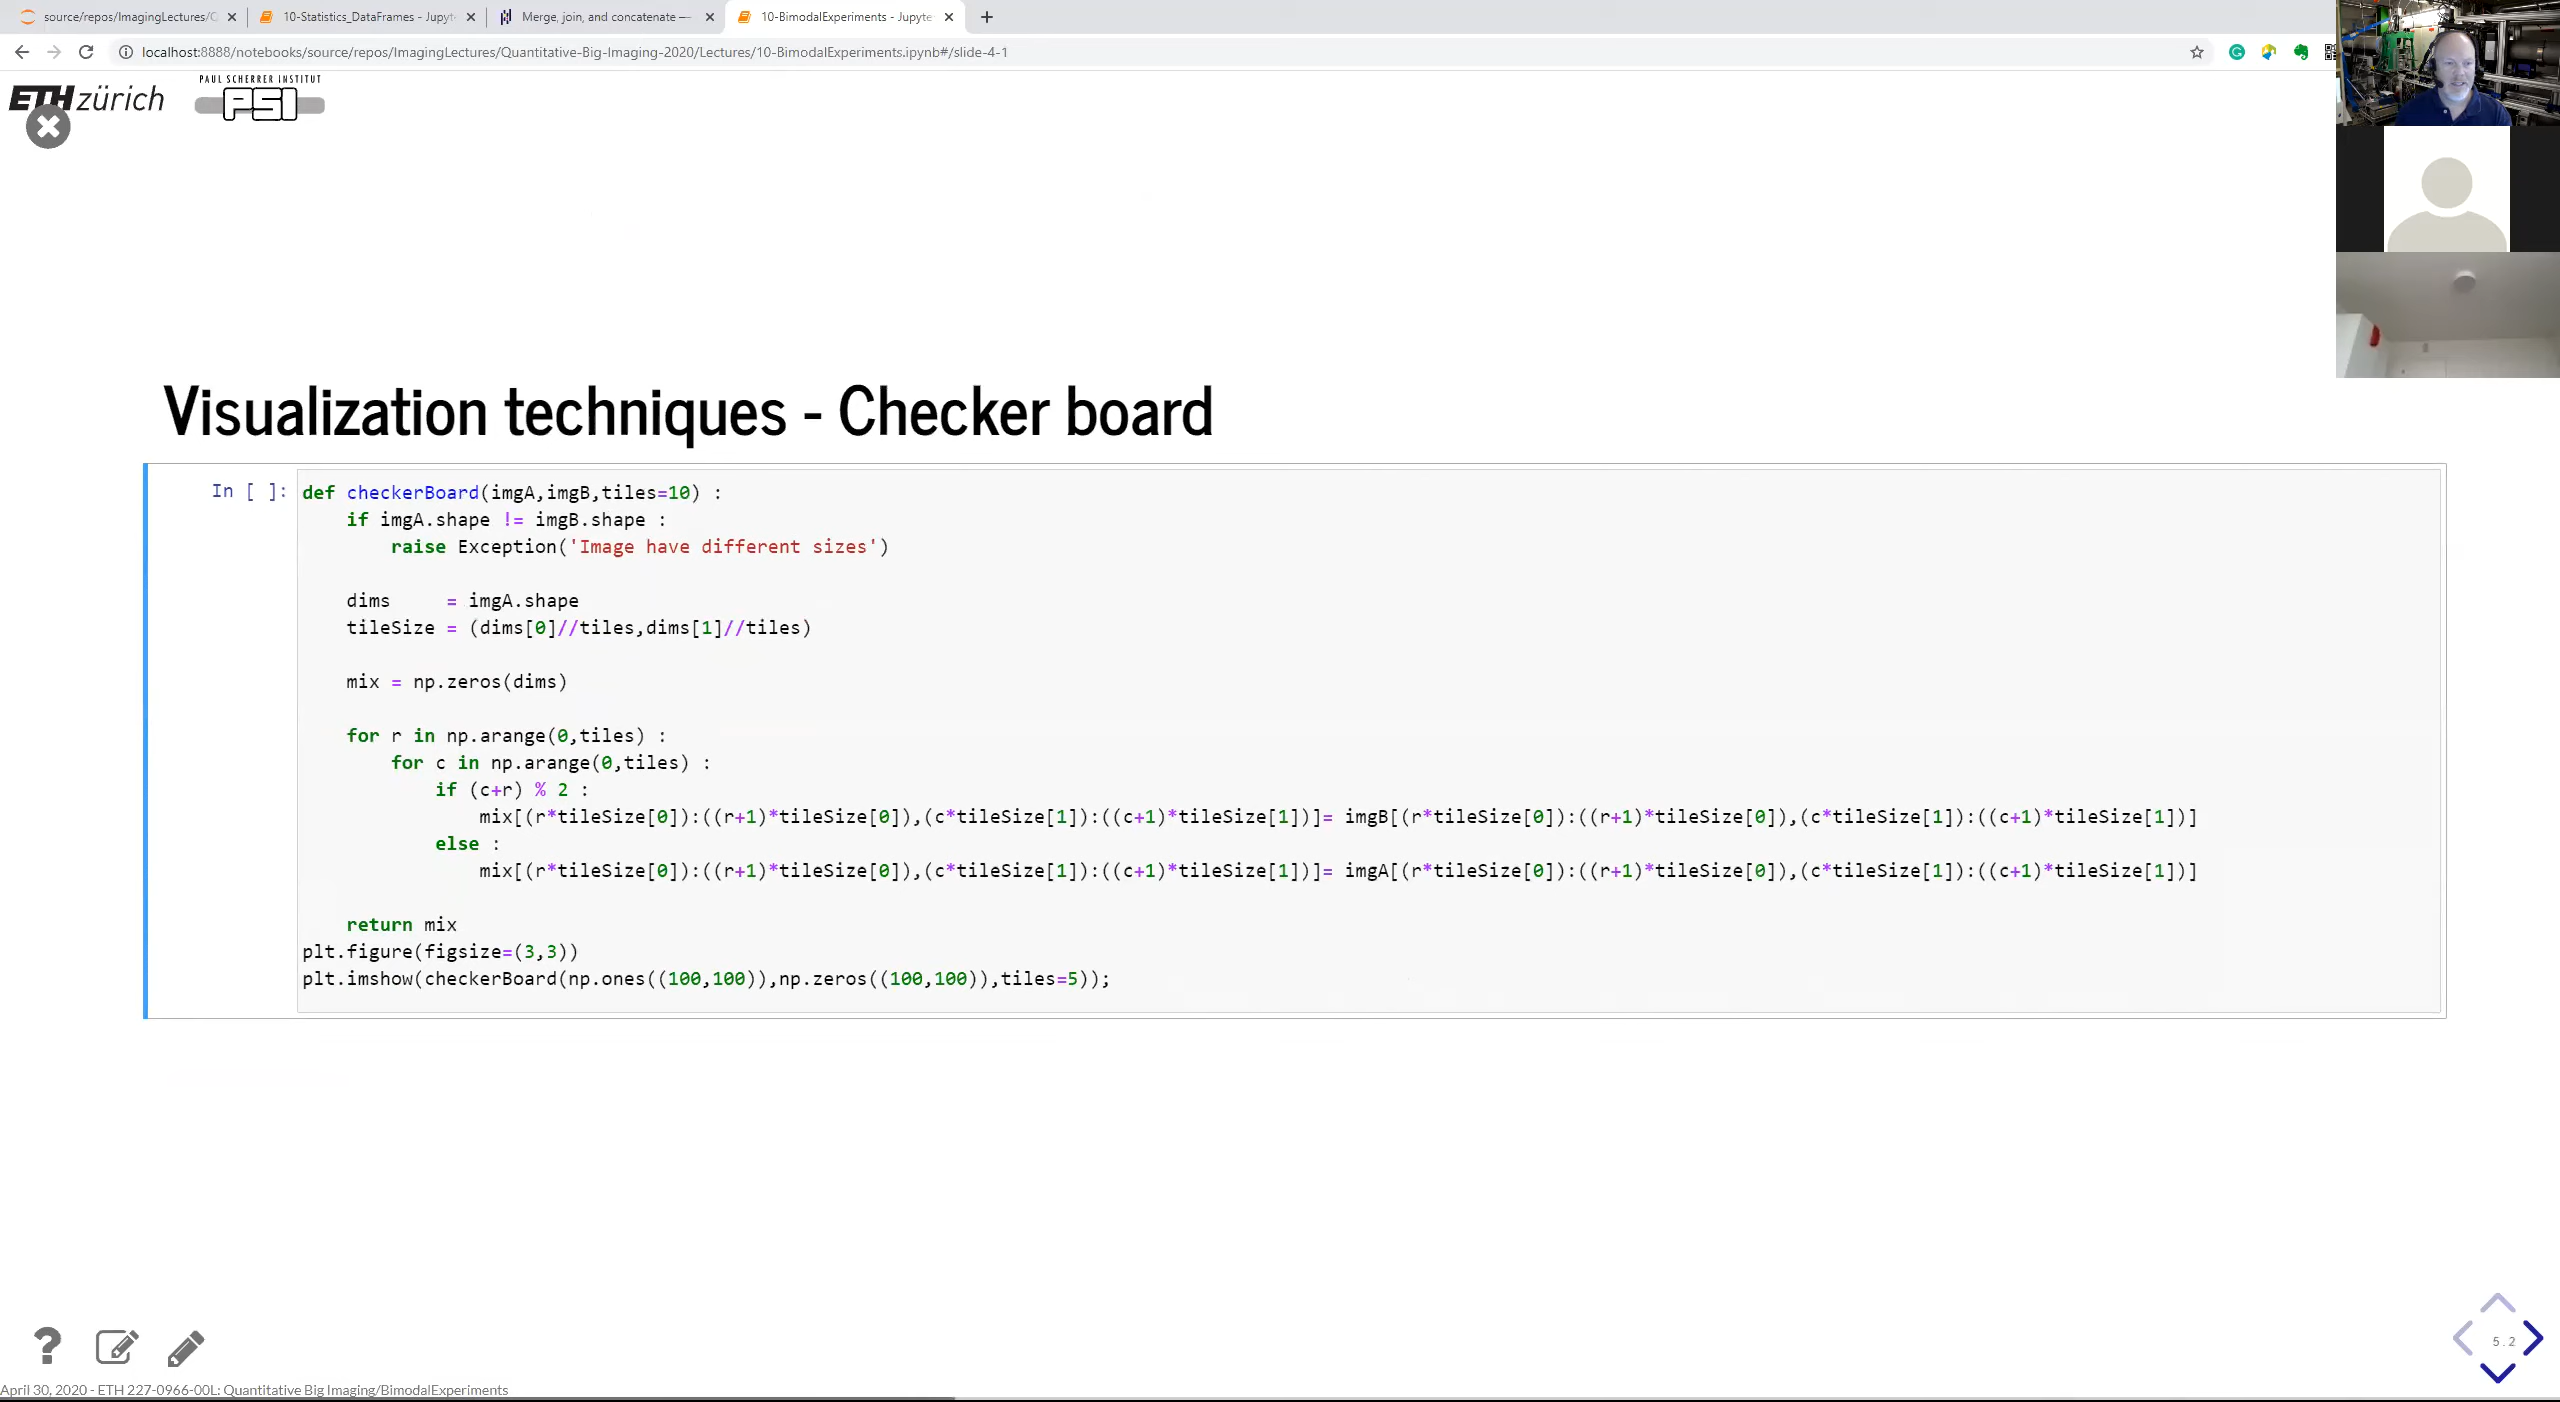 source/repos/ImagingLectures/Q
10-Statistics_DataFrames - Jupyt
Merge, join, and concatenate —
10-BimodalExperiments - Jupyte
localhost:8888/notebooks/source/repos/ImagingLectures/Quantitative-Big-Imaging-2020/Lectures/10-BimodalExperiments.ipynb#/slide-4-1
ETH zürich
PAUL SCHERRER INSTITUT
PSI
Visualization techniques - Checker board
In [ ]:
def checkerBoard(imgA,imgB,tiles=10) :
    if imgA.shape != imgB.shape :
        raise Exception('Image have different sizes')
    dims     = imgA.shape
    tileSize = (dims[0]//tiles,dims[1]//tiles)
    mix = np.zeros(dims)
    for r in np.arange(0,tiles) :
        for c in np.arange(0,tiles) :
            if (c+r) % 2 :
                mix[(r*tileSize[0]):((r+1)*tileSize[0]),(c*tileSize[1]):((c+1)*tileSize[1])]= imgB[(r*tileSize[0]):((r+1)*tileSize[0]),(c*tileSize[1]):((c+1)*tileSize[1])]
            else :
                mix[(r*tileSize[0]):((r+1)*tileSize[0]),(c*tileSize[1]):((c+1)*tileSize[1])]= imgA[(r*tileSize[0]):((r+1)*tileSize[0]),(c*tileSize[1]):((c+1)*tileSize[1])]
    return mix
plt.figure(figsize=(3,3))
plt.imshow(checkerBoard(np.ones((100,100)),np.zeros((100,100)),tiles=5));
5.2
April 30, 2020 - ETH 227-0966-00L: Quantitative Big Imaging/BimodalExperiments